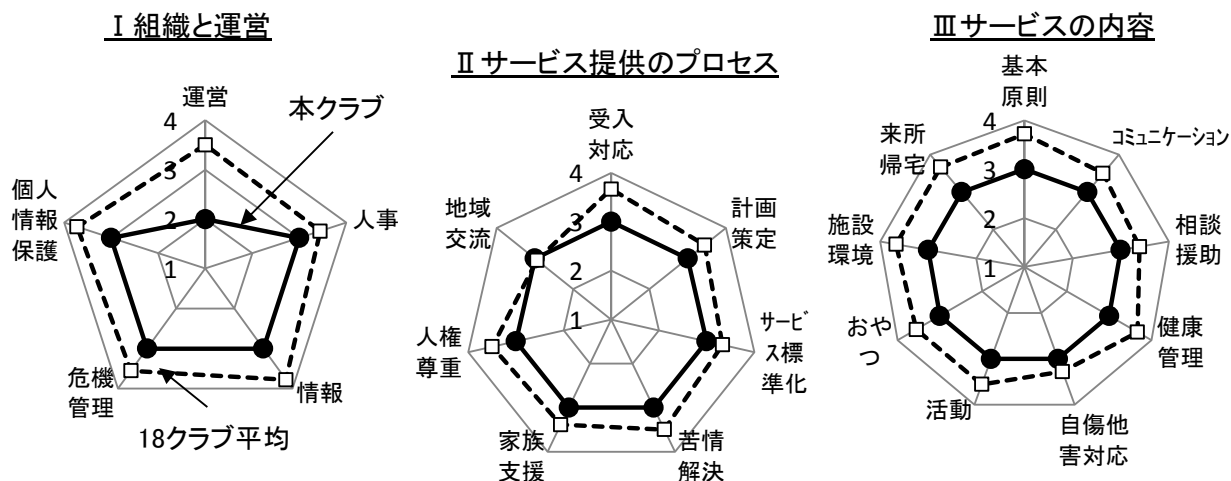 Ⅰ 組織と運営
運営
本クラブ
4
3
2
1
個人
情報
保護
人事
危機
管理
情報
18クラブ平均
Ⅱ サービス提供のプロセス
受入
対応
4
3
2
1
地域
交流
計画
策定
人権
尊重
ｻｰﾋﾞ
ｽ標
準化
家族
支援
苦情
解決
Ⅲサービスの内容
基本
原則
4
3
2
1
来所
帰宅
ｺﾐｭﾆｹｰｼｮﾝ
施設
環境
相談
援助
おや
つ
健康
管理
活動
自傷他
害対応